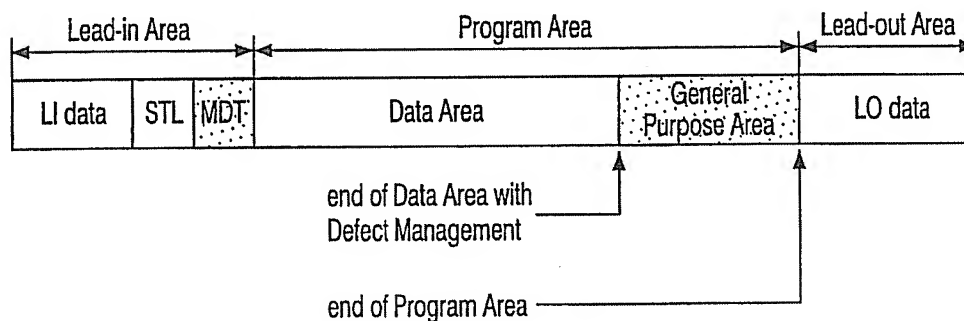 Lead-in Area
Program Area
Lead-out Area
LI data
STL
MDT
Data Area
General
Purpose Area
LO data
end of Data Area with
Defect Management
end of Program Area